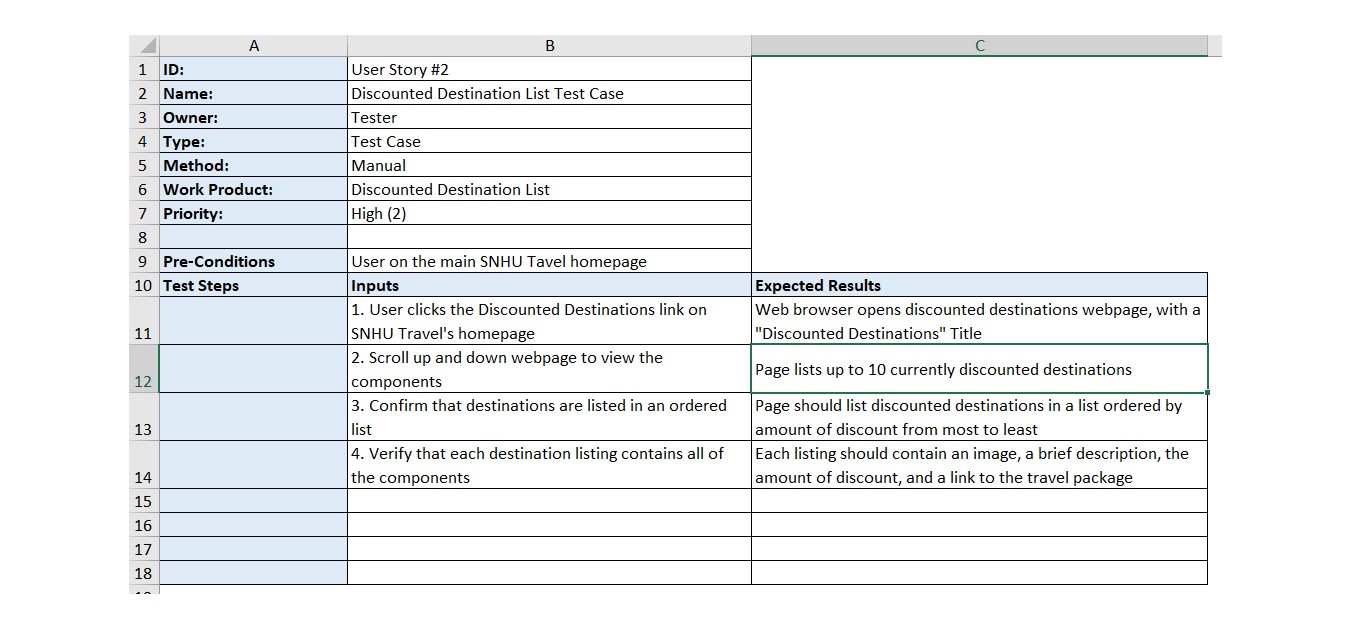 A B C
1 ID: User Story #2
2 Name: Discounted Destination List Test Case
3 Owner: Tester
4 Type: Test Case
5 Method: Manual
6 Work Product: Discounted Destination List
7 Priority: High (2)
8
9 Pre-Conditions User on the main SNHU Tavel homepage
10 Test Steps Inputs Expected Results
1. User clicks the Discounted Destinations link on Web browser opens discounted destinations webpage, with a
11 SNHU Travel's homepage "Discounted Destinations" Title
2. Scroll up and down webpage to view the
Page lists up to 10 currently discounted destinations
12 components
3. Confirm that destinations are listed in an ordered Page should list discounted destinations in a list ordered by
13 list amount of discount from most to least
4. Verify that each destination listing contains all of Each listing should contain an image, a brief description, the
14 the components amount of discount, and a link to the travel package
15
16
17
18